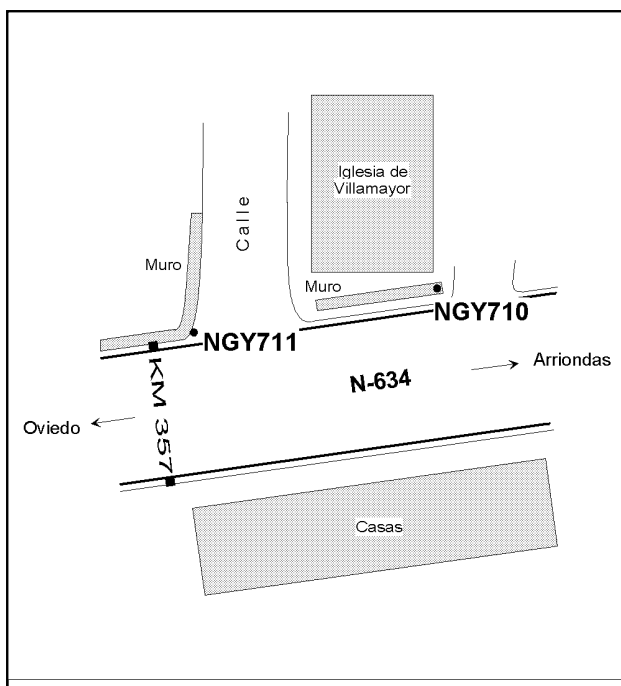 Iglesia de
Villamayor
Calle
Muro
Muro
NGY710
NGY711
Arriondas
N-634
KM 357
Oviedo
Casas